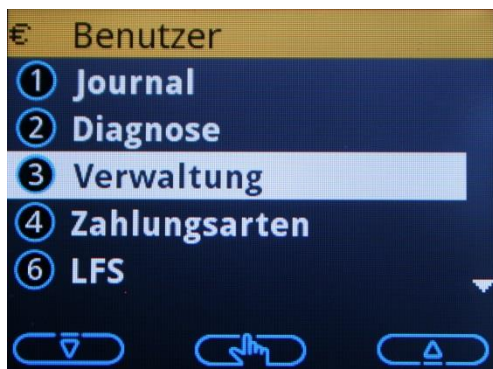 € Benutzer
1 Journal
2 Diagnose
3 Verwaltung
4 Zahlungsarten
6 LFS